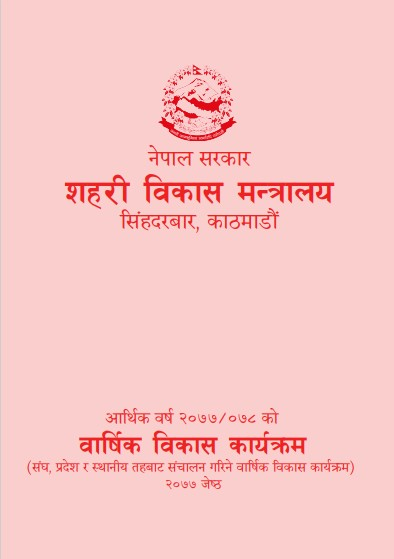 नेपाल सरकार
शहरी विकास मन्त्रालय
सिंहदरबार, काठमाडौं
आर्थिक वर्ष २०७७/०७८ को
वार्षिक विकास कार्यक्रम
(संघ, प्रदेश र स्थानीय तहबाट संचालन गरिने वार्षिक विकास कार्यक्रम)
२०७७ जेष्ठ